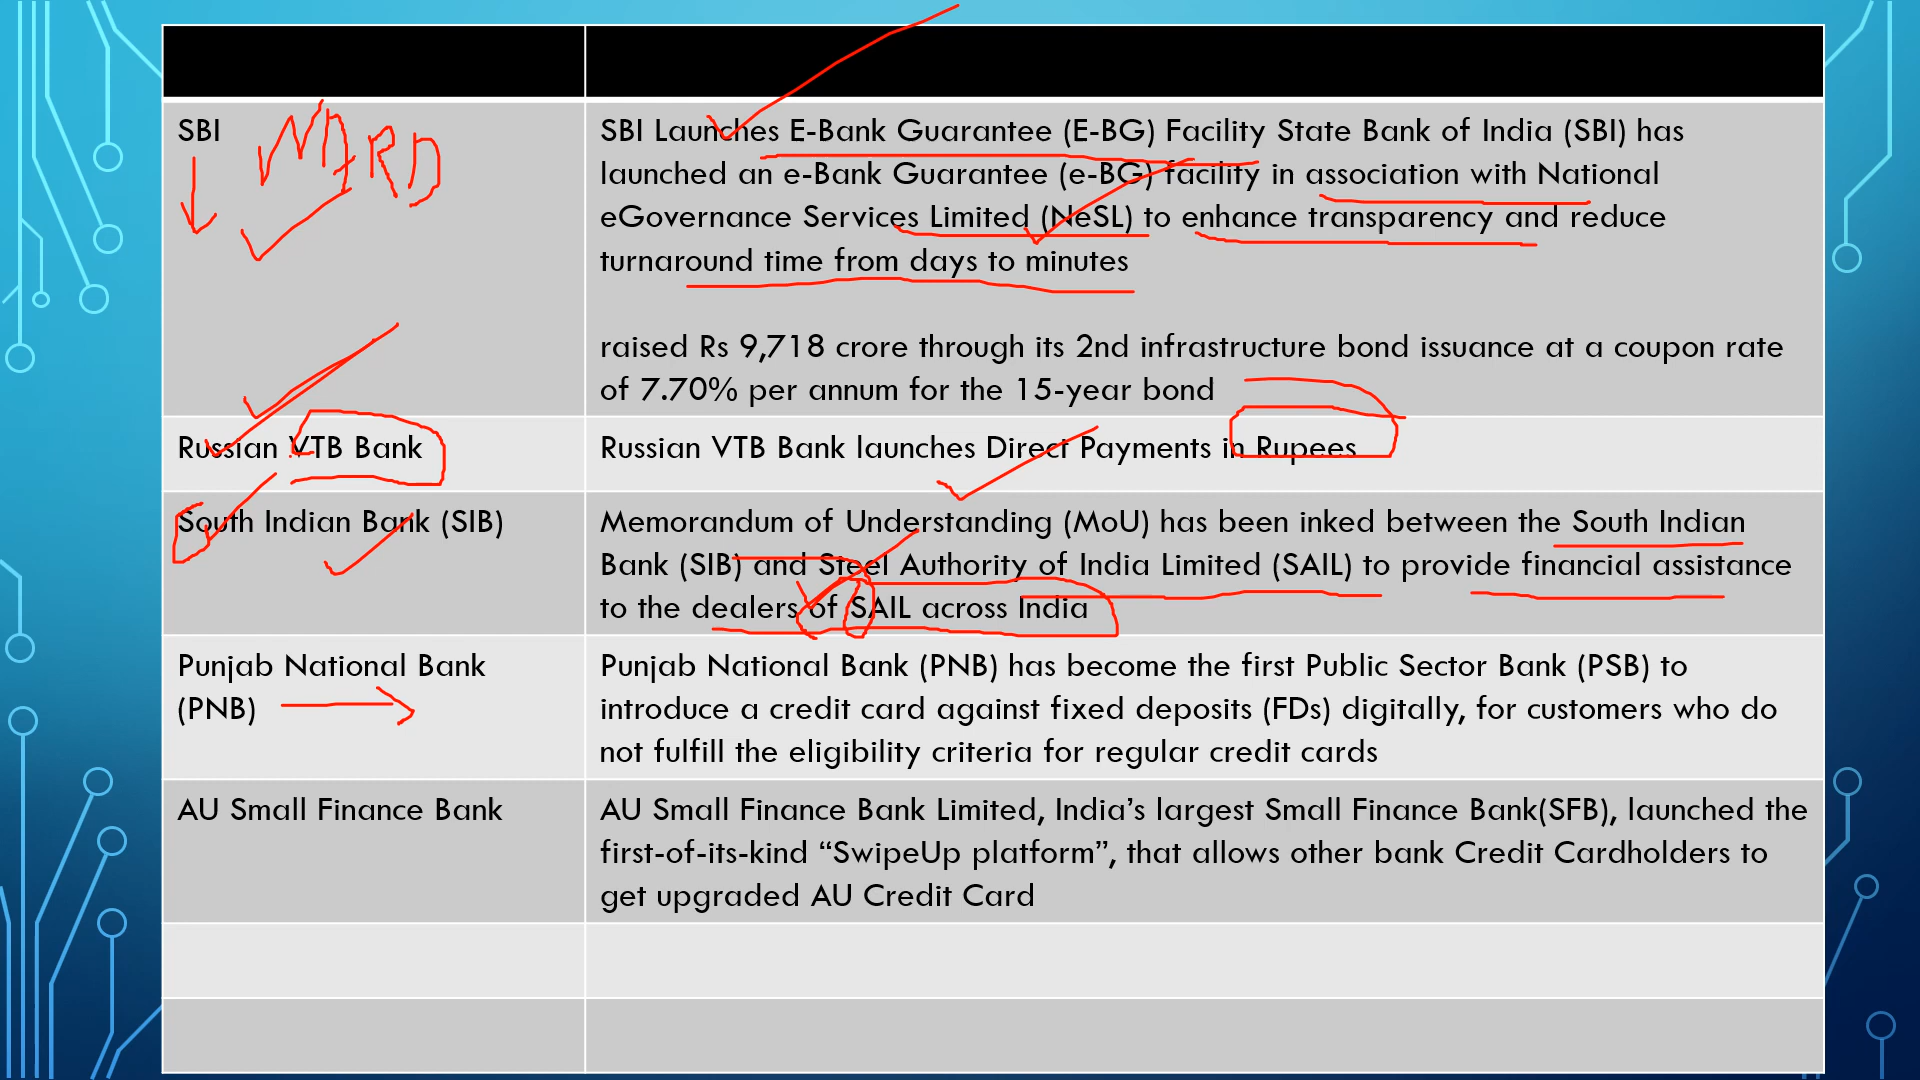 SBI
SBI Launches E-Bank Guarantee (E-BG) Facility State Bank of India (SBI) has
launched an e-Bank Guarantee (e-BG) facility in association with National
eGovernance Services Limited (NeSL) to enhance transparency and reduce
turnaround time from days to minutes
raised Rs 9,718 crore through its 2nd infrastructure bond issuance at a coupon rate
of 7.70% per annum for the 15-year bond
Russian VTB Bank
Russian VTB Bank launches Direct Payments in Rupees
South Indian Bank (SIB)
Memorandum of Understanding (MoU) has been inked between the South Indian
Bank (SIB) and Steel Authority of India Limited (SAIL) to provide financial assistance
to the dealers of SAIL across India
Punjab National Bank
(PNB)
Punjab National Bank (PNB) has become the first Public Sector Bank (PSB) to
introduce a credit card against fixed deposits (FDs) digitally, for customers who do
not fulfill the eligibility criteria for regular credit cards
AU Small Finance Bank
AU Small Finance Bank Limited, India’s largest Small Finance Bank(SFB), launched the
first-of-its-kind “SwipeUp platform”, that allows other bank Credit Cardholders to
get upgraded AU Credit Card